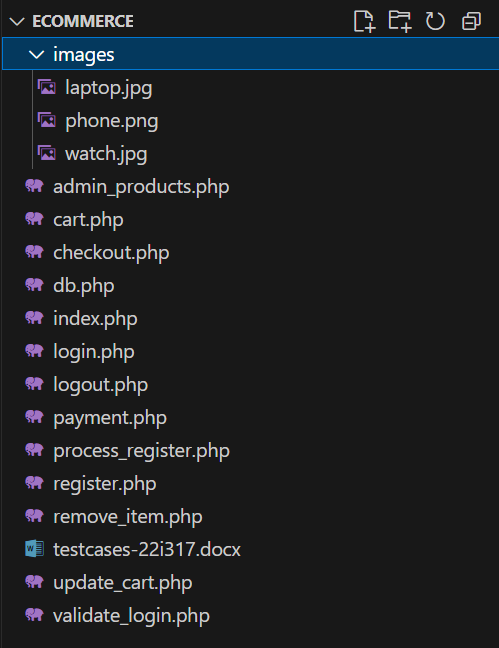 ECOMMERCE
images
laptop.jpg
phone.png
watch.jpg
admin_products.php
cart.php
checkout.php
db.php
index.php
login.php
logout.php
payment.php
process_register.php
register.php
remove_item.php
testcases-22i317.docx
update_cart.php
validate_login.php